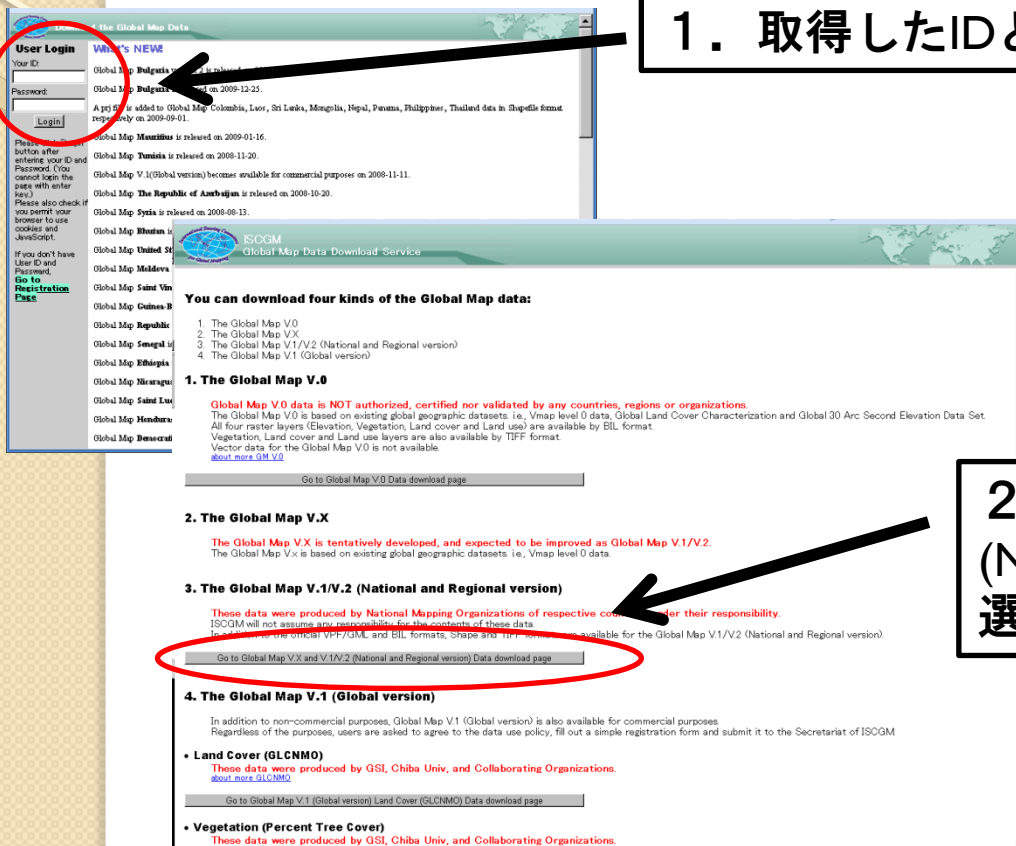 １．取得したIDと
the Global Map Data
User Login
Your ID:
Password:
Login
button after
entering your ID and
Password. (You
cannot login the
page with enter
key.)
Please also check if
you permit your
browser to use
cookies and
JavaScript.
If you don't have
User ID and
Password,
Go to
Registration
Page
What's NEW!
Global Map Bulgaria
Global Map Bulgaria on 2009-12-25.
A prj file is added to Global Map Colombia, Laos, Sri Lanka, Mongolia, Nepal, Panama, Philippines, Thailand data in Shapefile format
respectively on 2009-09-01.
Global Map Mauritius is released on 2009-01-16.
Global Map Tunisia is released on 2008-11-20.
Global Map V.1(Global version) becomes available for commercial purposes on 2008-11-11.
Global Map The Republic of Azerbaijan is released on 2008-10-20.
Global Map Syria is released on 2008-08-13.
Global Map Bhutan
Global Map United
Global Map Moldova
Global Map Saint
Global Map
Global Map Republic
Global Map Senegal
Global Map Ethiopia
Global Map
Global Map Saint
Global Map
Global Map
ISCGM
Global Map Data Download Service
You can download four kinds of the Global Map data:
1. The Global Map V.0
2. The Global Map V.X
3. The Global Map V.1/V.2 (National and Regional version)
4. The Global Map V.1 (Global version)
1. The Global Map V.0
Global Map V.0 data is NOT authorized, certified nor validated by any countries, regions or organizations.
The Global Map V.0 is based on existing global geographic datasets. i.e., Vmap level 0 data, Global Land Cover Characterization and Global 30 Arc Second Elevation Data Set.
All four raster layers (Elevation, Vegetation, Land cover and Land use) are available by BIL format.
Vegetation, Land cover and Land use layers are also available by TIFF format.
Vector data for the Global Map V.0 is not available.
about more GM V.0
Go to Global Map V.0 Data download page
2. The Global Map V.X
The Global Map V.X is tentatively developed, and expected to be improved as Global Map V.1/V.2.
The Global Map V.x is based on existing global geographic datasets. i.e., Vmap level 0 data.
3. The Global Map V.1/V.2 (National and Regional version)
These data were produced by National Mapping Organizations of respective their responsibility.
ISCGM will not assume any responsibility for the contents of these data.
In addition to the official VPF/GML and BIL formats, Shape and TIFF available for the Global Map V.1/V.2 (National and Regional version).
Go to Global Map V.X and V.1/V.2 (National and Regional version) Data download page
4. The Global Map V.1 (Global version)
In addition to non-commercial purposes, Global Map V.1 (Global version) is also available for commercial purposes.
Regardless of the purposes, users are asked to agree to the data use policy, fill out a simple registration form and submit it to the Secretariat of ISCGM
• Land Cover (GLCNMO)
These data were produced by GSI, Chiba Univ, and Collaborating Organizations.
about more GLCNMO
Go to Global Map V.1 (Global version) Land Cover (GLCNMO) Data download page
• Vegetation (Percent Tree Cover)
These data were produced by GSI, Chiba Univ, and Collaborating Organizations.
2
(N
選